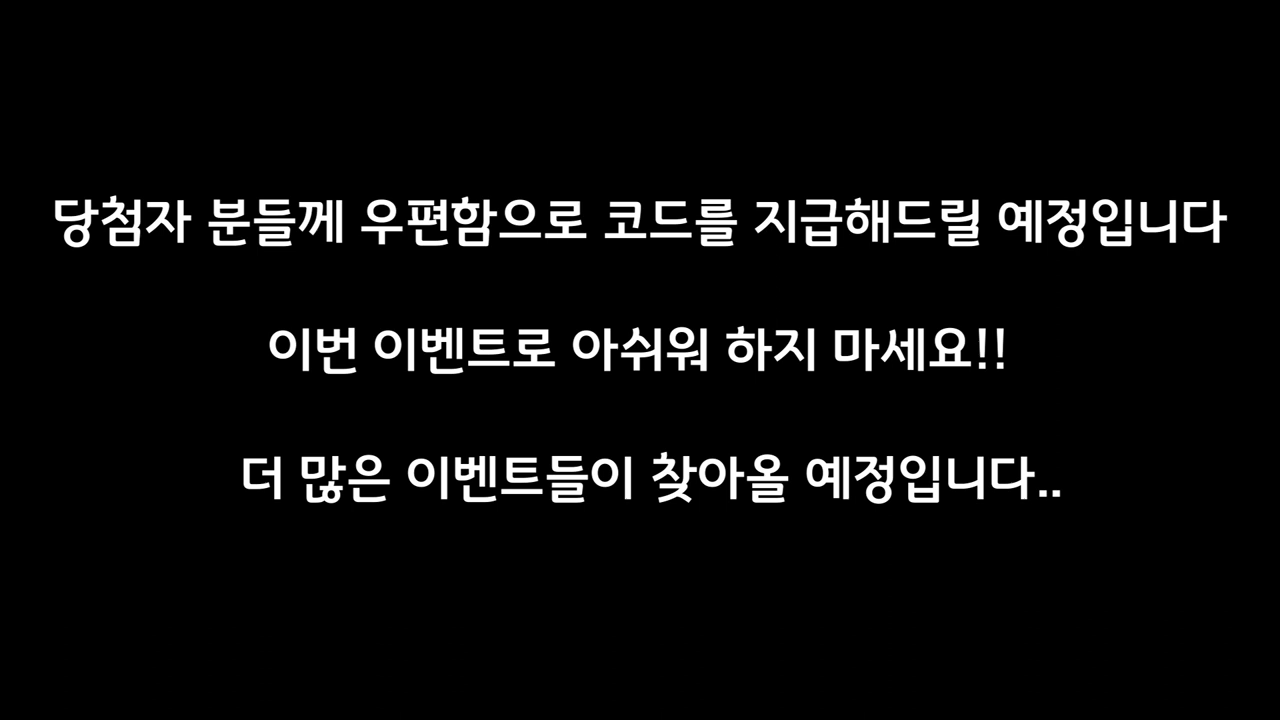 당첨자 분들께 우편함으로 코드를 지급해드릴 예정입니다
이번 이벤트로 아쉬워 하지 마세요!!
더 많은 이벤트들이 찾아올 예정입니다..